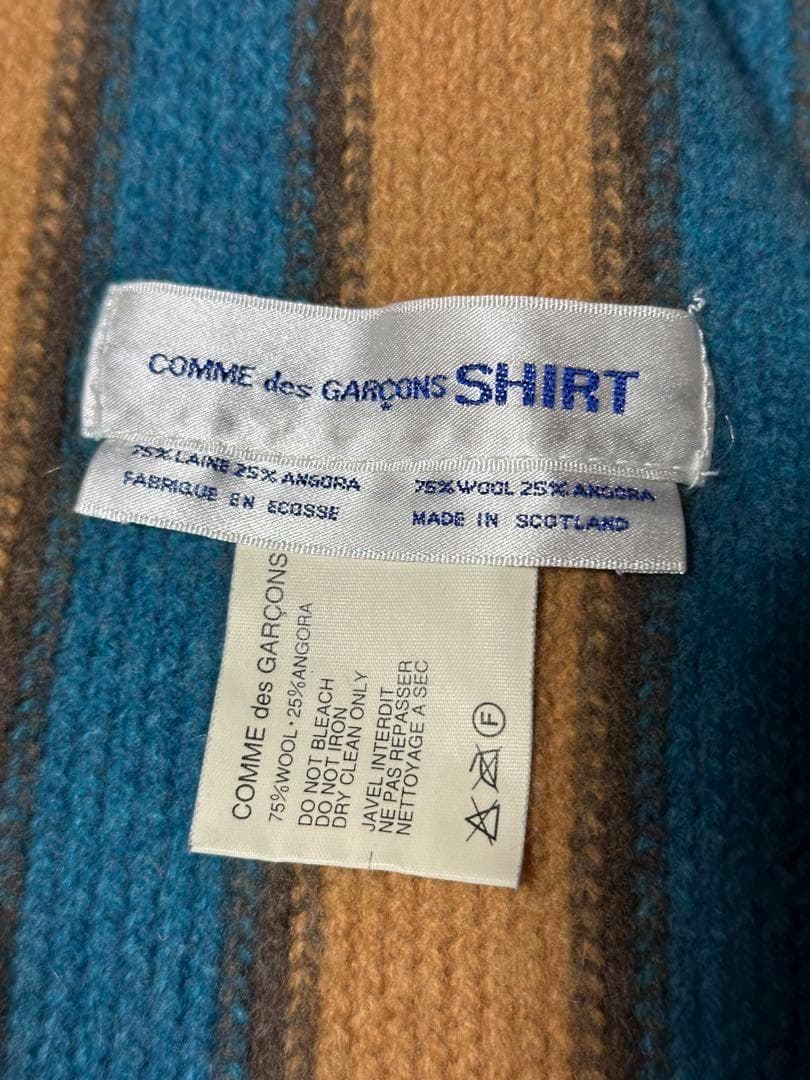 COMME des GARÇONS SHIRT
75% LAINE 25% ANGORA
FABRIQUE EN ECOSSE
75% WOOL 25% ANGORA
MADE IN SCOTLAND
COMME des GARÇONS
75%WOOL・25%ANGORA
DO NOT BLEACH
DO NOT IRON
DRY CLEAN ONLY
JAVEL INTERDIT
NE PAS REPASSER
NETTOYAGE A SEC
F